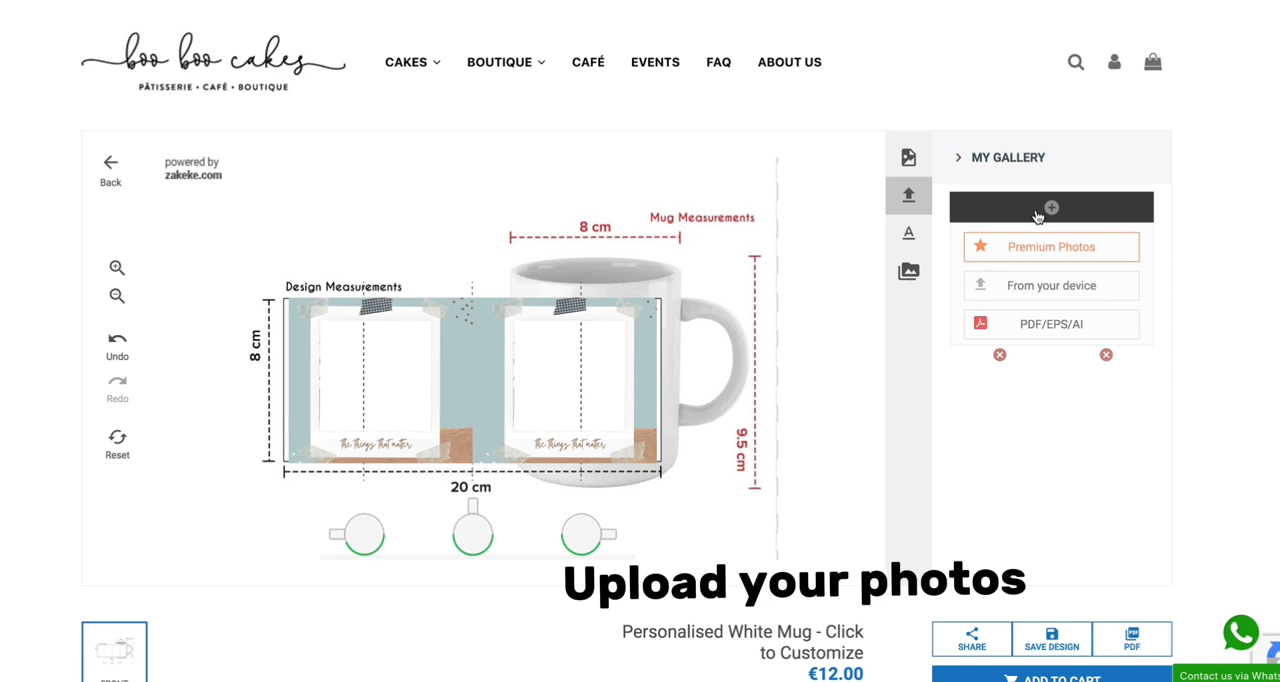 boo boo cakes
PÂTISSERIE • CAFÉ • BOUTIQUE
CAKES
BOUTIQUE
CAFÉ
EVENTS
FAQ
ABOUT US
Back
powered by
zakeke.com
Undo
Redo
Reset
Mug Measurements
8 cm
Design Measurements
8 cm
the things that matter
the things that matter
9.5 cm
20 cm
MY GALLERY
Premium Photos
From your device
PDF/EPS/AI
Upload your photos
FRONT
Personalised White Mug - Click
to Customize
€12.00
SHARE
SAVE DESIGN
PDF
PDF
ADD TO CART
Contact us via Whats